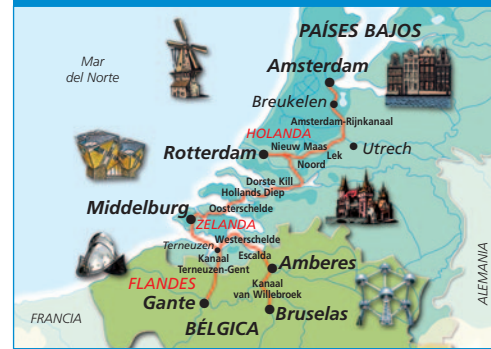 PAÍSES BAJOS
Mar
del Norte
Amsterdam
Breukelen
Amsterdam-Rijnkanaal
HOLANDA
Nieuw Maas
Rotterdam
Lek
Utrech
Noord
Dorste Kill
Hollands Diep
Middelburg
Oosterschelde
ZELANDA
Westerschelde
Terneuzen
Kanaal
Terneuzen-Gent
Escalda
Amberes
FLANDES
Kanaal
van Willebroek
Gante
Bruselas
BÉLGICA
FRANCIA
ALEMANIA